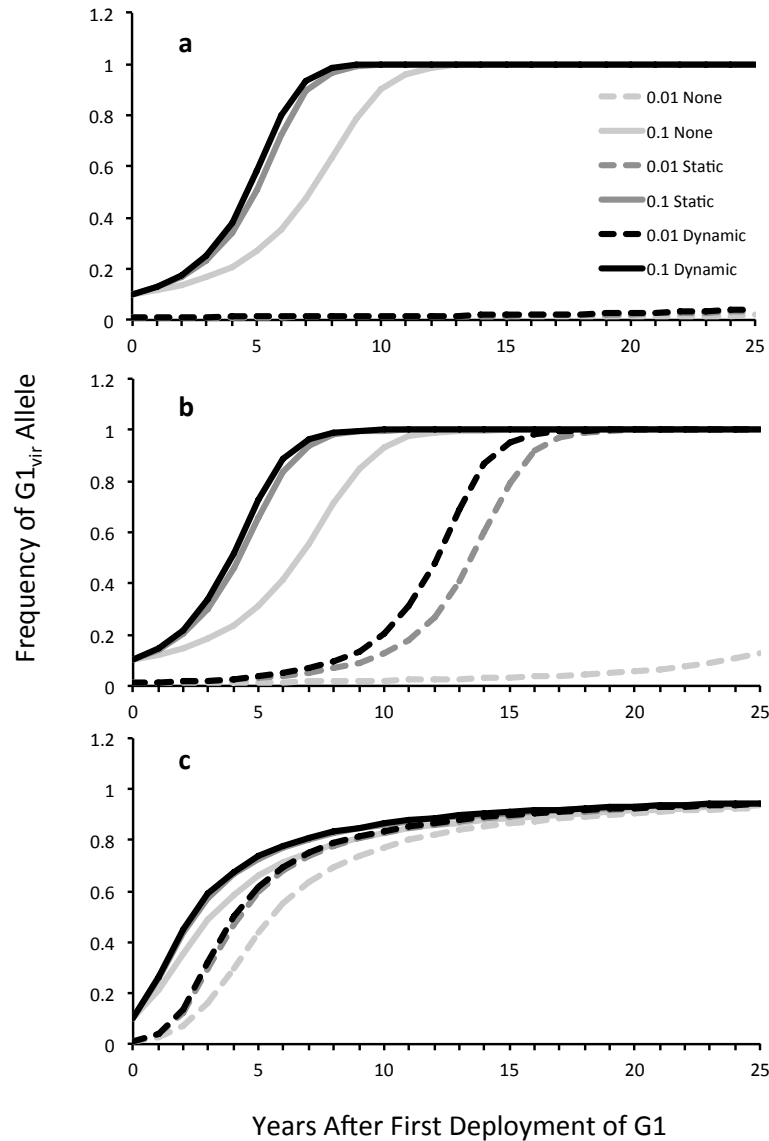 a
1.2
1
0.8
0.6
0.4
0.2
0
0 5 10 15 20 25
0.01 None
0.1 None
0.01 Static
0.1 Static
0.01 Dynamic
0.1 Dynamic
b
1.2
1
0.8
0.6
0.4
0.2
0
0 5 10 15 20 25
Frequency of G1vir Allele
c
1.2
1
0.8
0.6
0.4
0.2
0
0 5 10 15 20 25
Years After First Deployment of G1